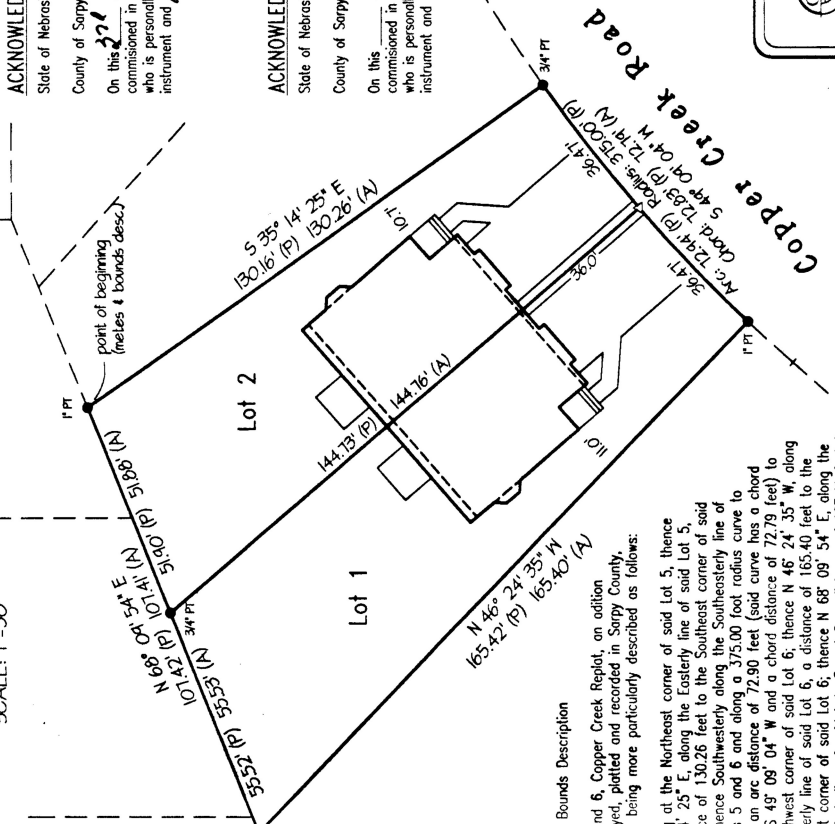 SCALE: 1"=30'
ACKNOWLED
State of Nebras
County of Sarpy
On this
commisioned in
who is personall
instrument and
ACKNOWLED
State of Nebras
County of Sarpy
On this
commisioned in
who is personall
instrument and
1" PT
point of beginning
(metes & bounds desc.)
S 35° 14' 25" E
130.16' (P) 130.26' (A)
3/4" PT
Copper Creek Road
N 68° 09' 54" E
107.42' (P) 107.41' (A)
51.90' (P) 51.88' (A)
55.52' (P) 55.53' (A)
3/4" PT
Lot 2
144.73' (P)
144.76' (A)
10.7'
36.0'
36.47'
36.47'
Arc: 72.94' (P) Radius: 375.00' (P)
Chord: 72.83' (P) 72.79' (A)
S 49° 09' 04" W
Lot 1
11.0'
1" PT
N 46° 24' 35" W
165.42' (P) 165.40' (A)
Bounds Description
nd 6, Copper Creek Replat, an adition
yed, platted and recorded in Sarpy County,
being more particularly described as follows:
at the Northeast corner of said Lot 5, thence
4' 25" E, along the Easterly line of said Lot 5,
ce of 130.26 feet to the Southeast corner of said
hence Southwesterly along the Southeasterly line of
s 5 and 6 and along a 375.00 foot radius curve to
an arc distance of 72.90 feet (said curve has a chord
S 49° 09' 04" W and a chord distance of 72.79 feet) to
hwest corner of said Lot 6; thence N 46° 24' 35" W, along
erly line of said Lot 6, a distance of 165.40 feet to the
t corner of said Lot 6; thence N 68° 09' 54" E, along the